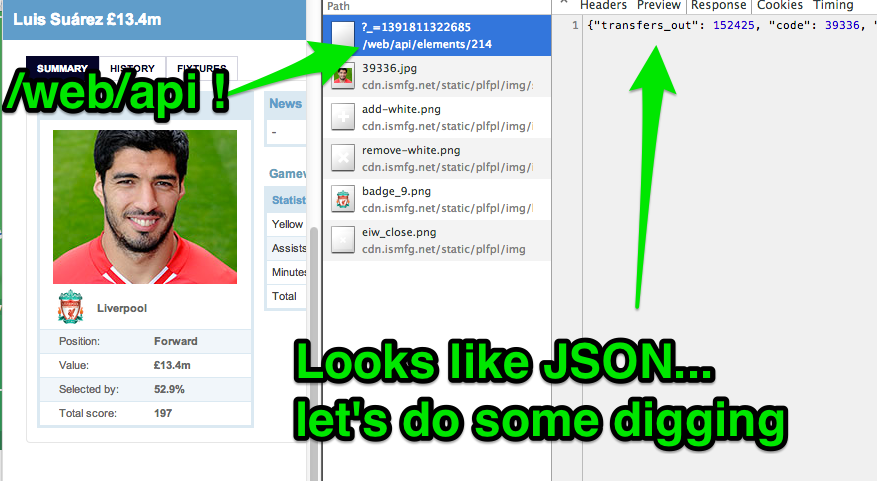 Luis Suárez £13.4m
SUMMARY
HISTORY
FIXTURES
/web/api !
News
-
Gamew
Statist
Yellow
Assists
Minutes
Total
Liverpool
Position: Forward
Value: £13.4m
Selected by: 52.9%
Total score: 197
Path
?_=1391811322685
/web/api/elements/214
39336.jpg
cdn.ismfg.net/static/plfpl/img/
add-white.png
cdn.ismfg.net/static/plfpl/img/
remove-white.png
cdn.ismfg.net/static/plfpl/img/
badge_9.png
cdn.ismfg.net/static/plfpl/img/
eiw_close.png
cdn.ismfg.net/static/plfpl/img
Headers Preview Response Cookies Timing
1 {"transfers_out": 152425, "code": 39336, "
Looks like JSON...
let's do some digging